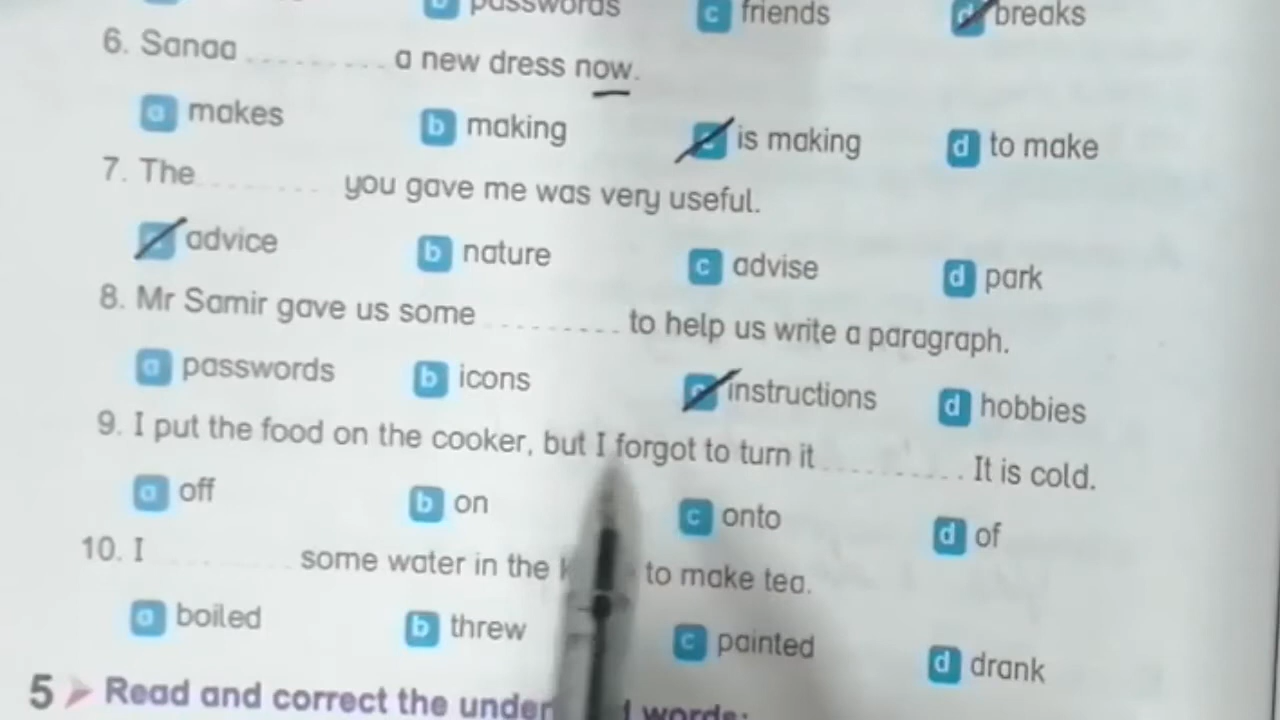 b passwords c friends d breaks
6. Sanaa .......... a new dress now.
a makes b making is making d to make
7. The .......... you gave me was very useful.
advice b nature c advise d park
8. Mr Samir gave us some .......... to help us write a paragraph.
a passwords b icons instructions d hobbies
9. I put the food on the cooker, but I forgot to turn it .......... . It is cold.
a off b on c onto d of
10. I .......... some water in the to make tea.
a boiled b threw c painted d drank
5 Read and correct the words: